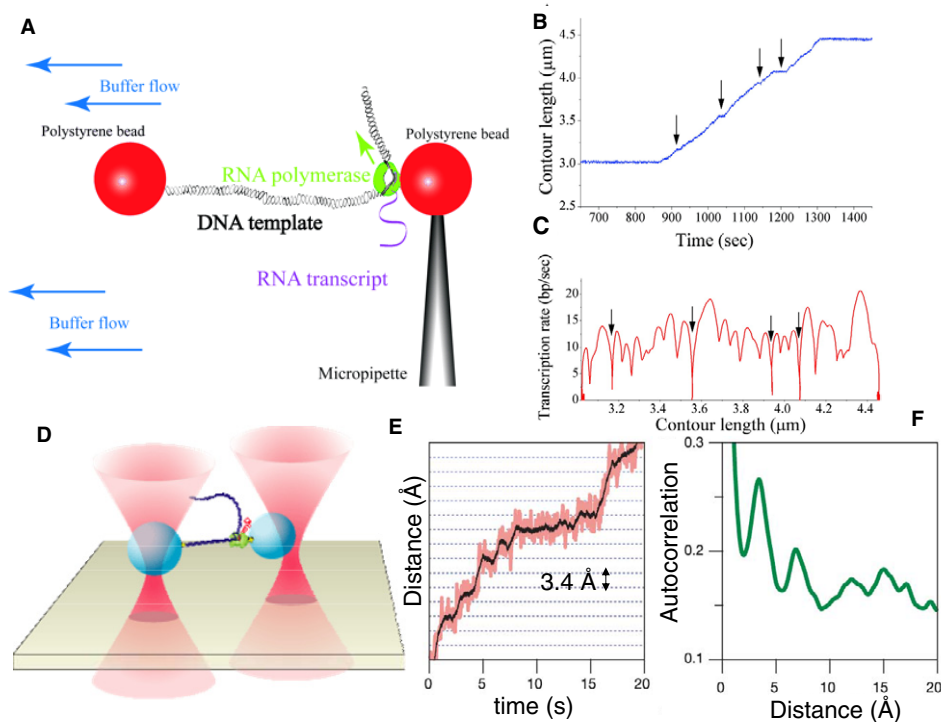 A
Buffer flow
Polystyrene bead
Polystyrene bead
RNA polymerase
DNA template
RNA transcript
Buffer flow
Micropipette
B
Contour length (μm)
4.5
4.0
3.5
3.0
2.5
700 800 900 1000 1100 1200 1300 1400
Time (sec)
C
Transcription rate (bp/sec)
20
15
10
5
0
3.2 3.4 3.6 3.8 4.0 4.2 4.4
Contour length (μm)
D
E
Distance (Å)
3.4 Å
0 5 10 15 20
time (s)
F
Autocorrelation
0.3
0.2
0.1
0 5 10 15 20
Distance (Å)